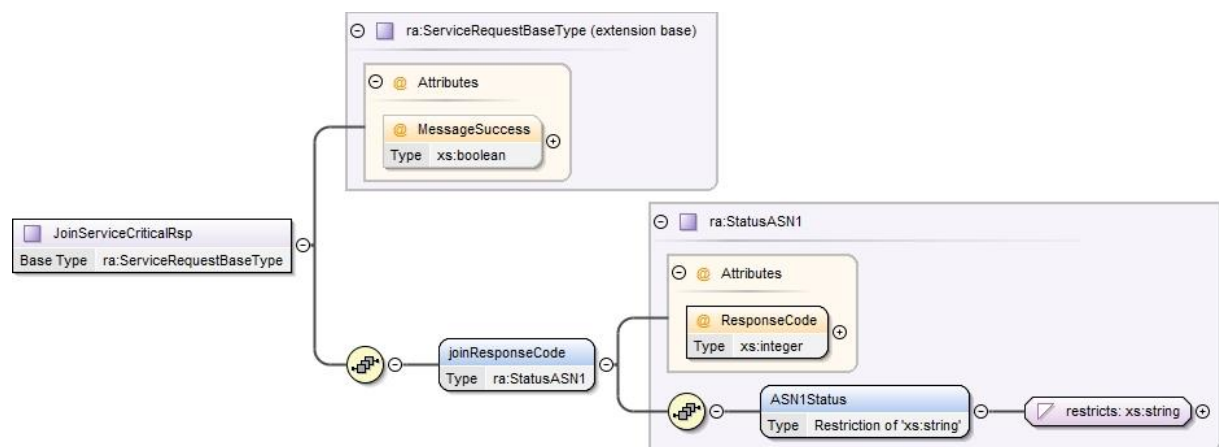 ra:ServiceRequestBaseType (extension base)
@ Attributes
@ MessageSuccess
Type xs:boolean
JoinServiceCriticalRsp
Base Type ra:ServiceRequestBaseType
ra:StatusASN1
@ Attributes
@ ResponseCode
Type xs:integer
joinResponseCode
Type ra:StatusASN1
ASN1Status
Type Restriction of 'xs:string'
restricts: xs:string